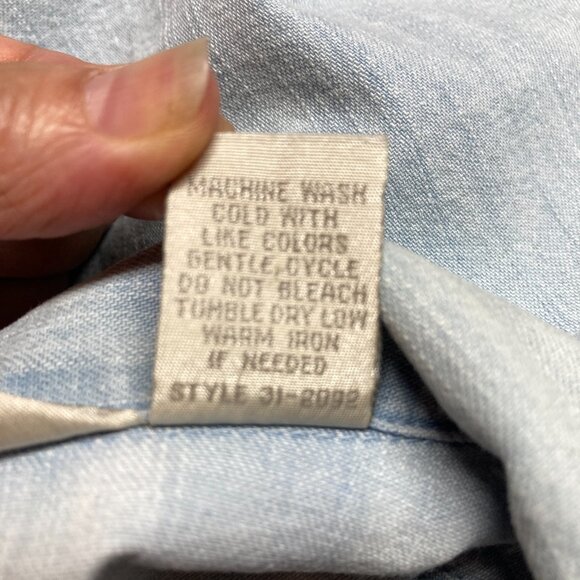 MACHINE WASH
COLD WITH
LIKE COLORS
GENTLE CYCLE
DO NOT BLEACH
TUMBLE DRY LOW
WARM IRON
IF NEEDED
STYLE 31-2092